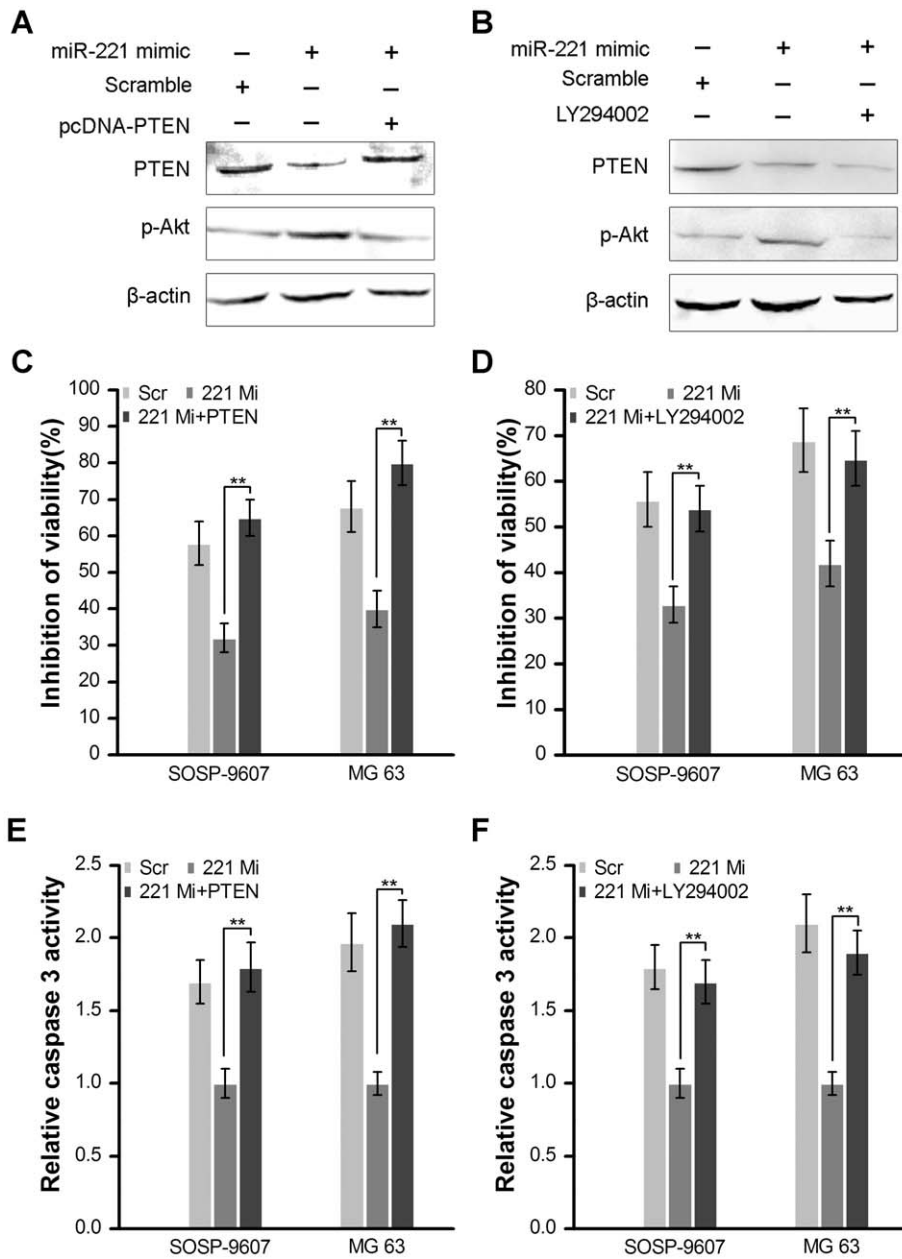 A
miR-221 mimic – + +
Scramble + – –
pcDNA-PTEN – – +
PTEN
p-Akt
β-actin
B
miR-221 mimic – + +
Scramble + – –
LY294002 – – +
PTEN
p-Akt
β-actin
C
Inhibition of viability(%)
100
90
80
70
60
50
40
30
20
10
0
Scr 221 Mi
221 Mi+PTEN
** **
SOSP-9607 MG 63
D
Inhibition of viability(%)
80
70
60
50
40
30
20
10
0
Scr 221 Mi
221 Mi+LY294002
** **
SOSP-9607 MG 63
E
Relative caspase 3 activity
2.5
2.0
1.5
1.0
0.5
0.0
Scr 221 Mi
221 Mi+PTEN
** **
SOSP-9607 MG 63
F
Relative caspase 3 activity
2.5
2.0
1.5
1.0
0.5
0.0
Scr 221 Mi
221 Mi+LY294002
** **
SOSP-9607 MG 63